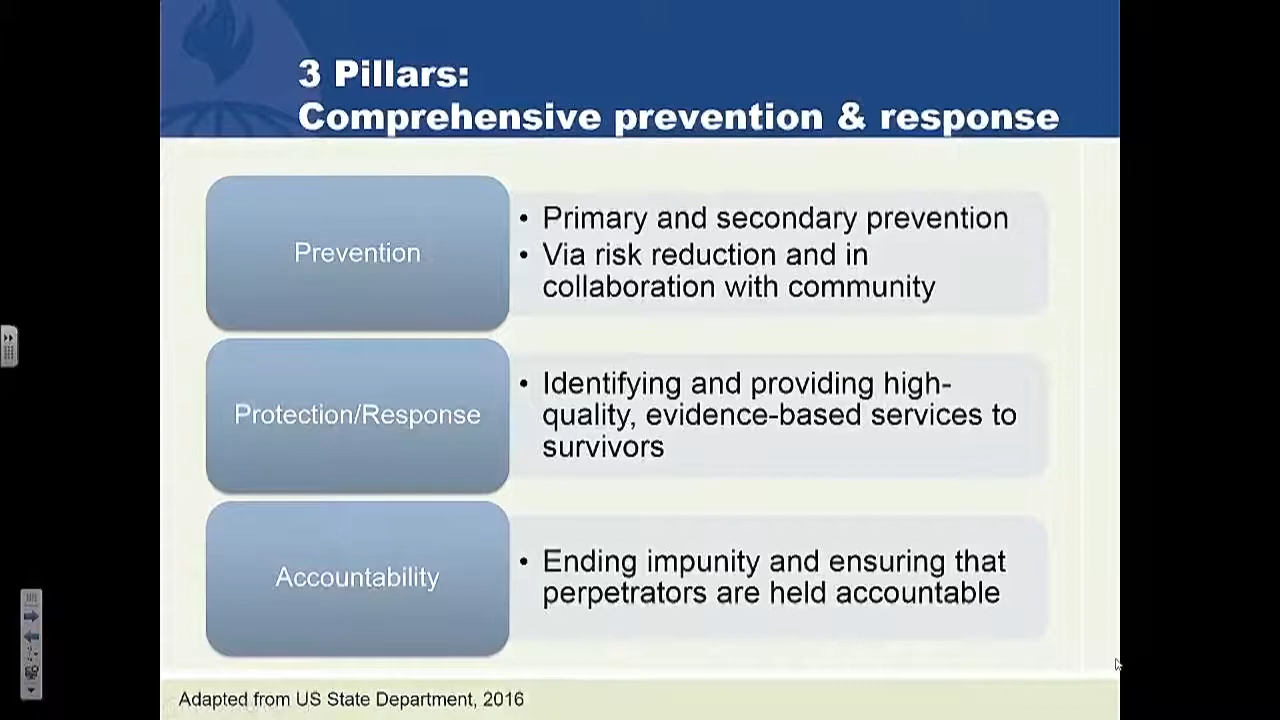 3 Pillars:
Comprehensive prevention & response
Prevention
• Primary and secondary prevention
• Via risk reduction and in
collaboration with community
Protection/Response
• Identifying and providing high-
quality, evidence-based services to
survivors
Accountability
• Ending impunity and ensuring that
perpetrators are held accountable
Adapted from US State Department, 2016